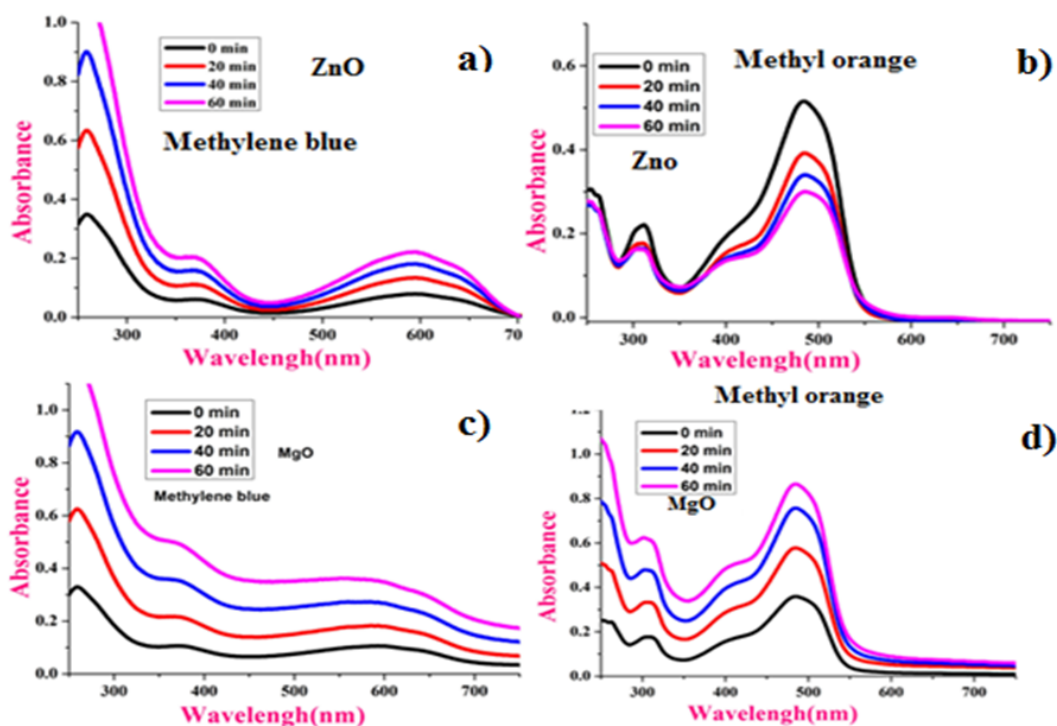 a)
ZnO
0 min
20 min
40 min
60 min
Methylene blue
1.0
0.8
0.6
0.4
0.2
0.0
Absorbance
300 400 500 600 70
Wavelengh(nm)
b)
Methyl orange
0 min
20 min
40 min
60 min
Zno
0.6
0.4
0.2
0.0
Absorbance
300 400 500 600 700
Wavelengh(nm)
c)
0 min
20 min
40 min
60 min
MgO
Methylene blue
1.0
0.8
0.6
0.4
0.2
0.0
Absorbance
300 400 500 600 700
Wavelengh(nm)
Methyl orange
d)
0 min
20 min
40 min
60 min
MgO
1.0
0.8
0.6
0.4
0.2
0.0
Absorbance
300 400 500 600 700
Wavelengh(nm)